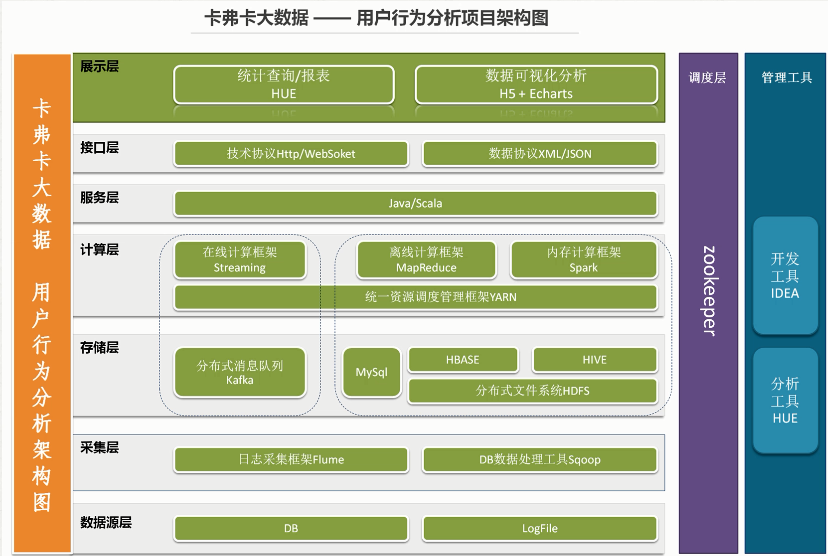 卡弗卡大数据 —— 用户行为分析项目架构图
卡弗卡大数据 用户行为分析架构图
展示层
统计查询/报表
HUE
数据可视化分析
H5 + Echarts
接口层
技术协议Http/WebSoket
数据协议XML/JSON
服务层
Java/Scala
计算层
在线计算框架
Streaming
离线计算框架
MapReduce
内存计算框架
Spark
统一资源调度管理框架YARN
存储层
分布式消息队列
Kafka
MySql
HBASE
HIVE
分布式文件系统HDFS
采集层
日志采集框架Flume
DB数据处理工具Sqoop
数据源层
DB
LogFile
调度层
zookeeper
管理工具
开发
工具
IDEA
分析
工具
HUE